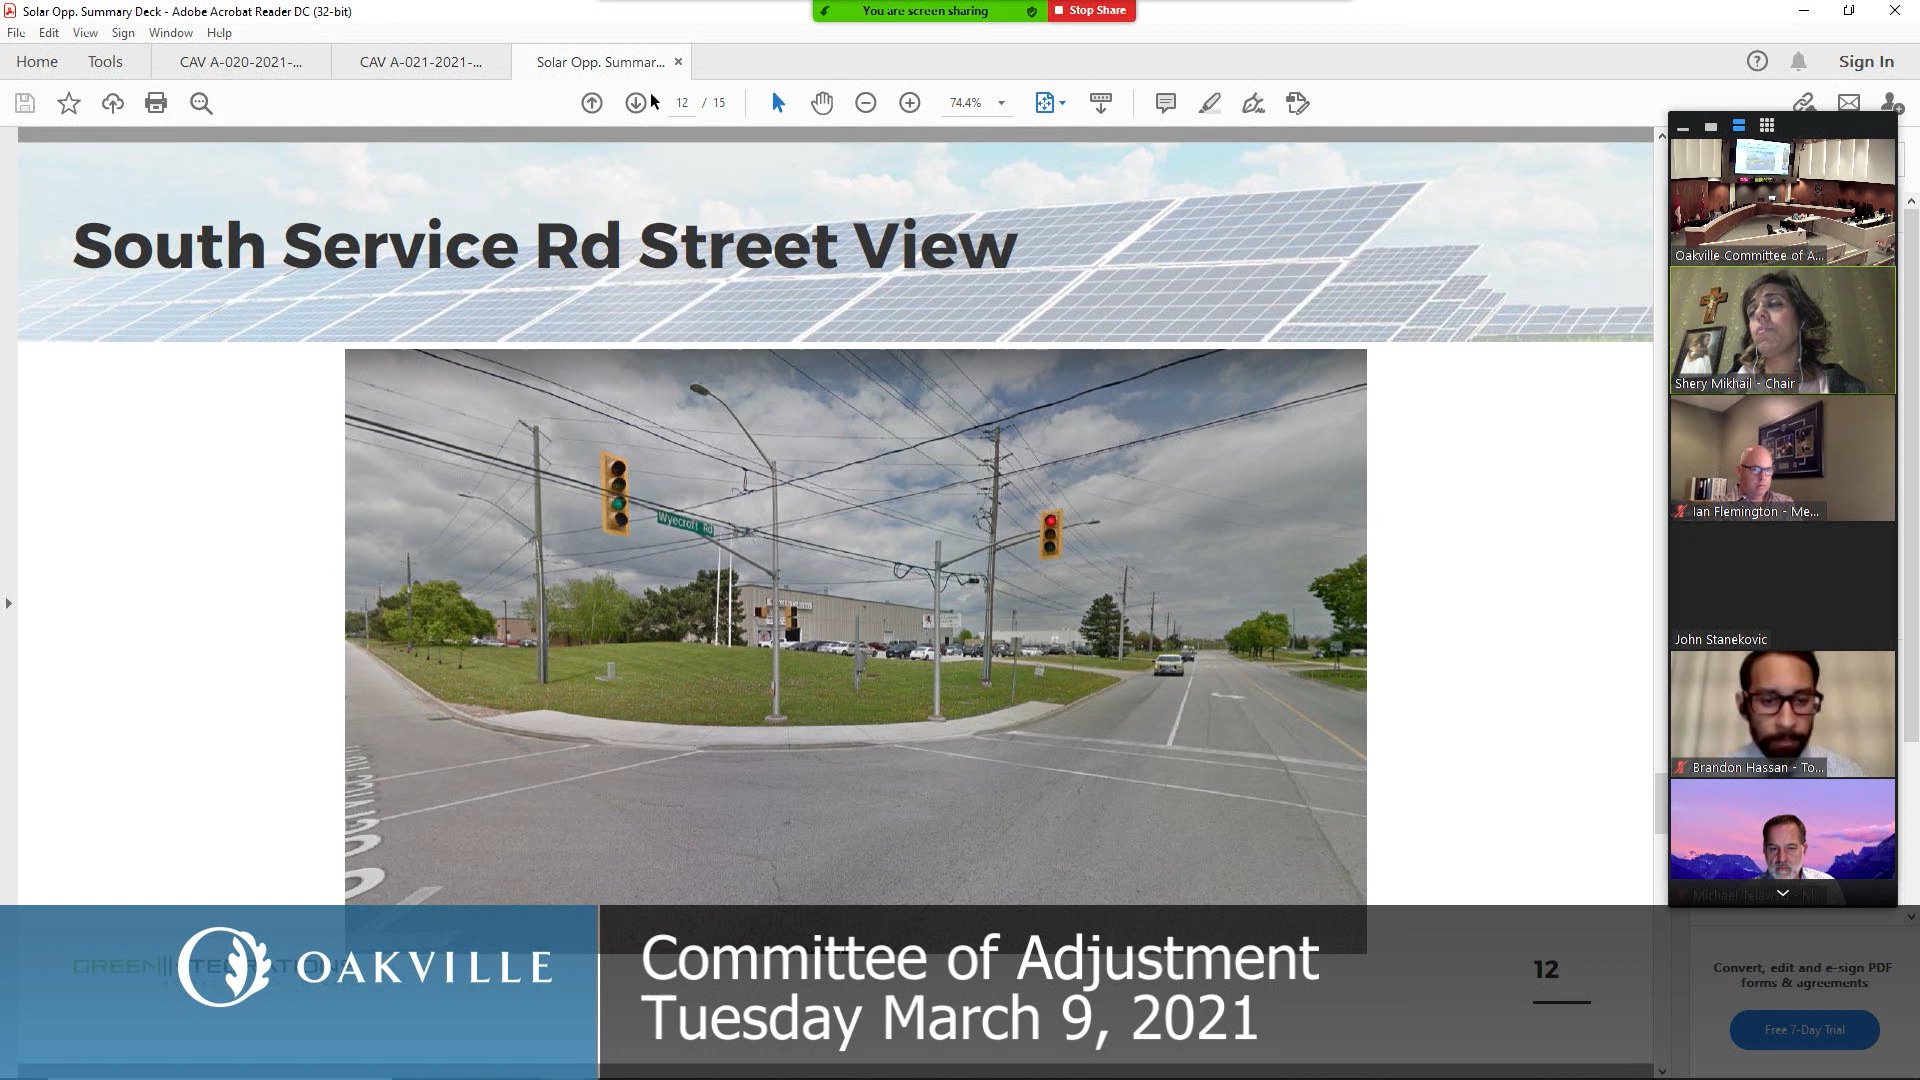 Solar Opp. Summary Deck - Adobe Acrobat Reader DC (32-bit)
You are screen sharing
Stop Share
File Edit View Sign Window Help
Home Tools CAV A-020-2021-... CAV A-021-2021-... Solar Opp. Summar...
Sign In
12 / 15
74.4%
South Service Rd Street View
Wyecroft Rd
Oakville Committee of A...
Shery Mikhail - Chair
Ian Flemington - Me...
John Stanekovic
Brandon Hassan - To...
OAKVILLE
Committee of Adjustment
Tuesday March 9, 2021
12
Convert, edit and e-sign PDF
forms & agreements
Free 7-Day Trial